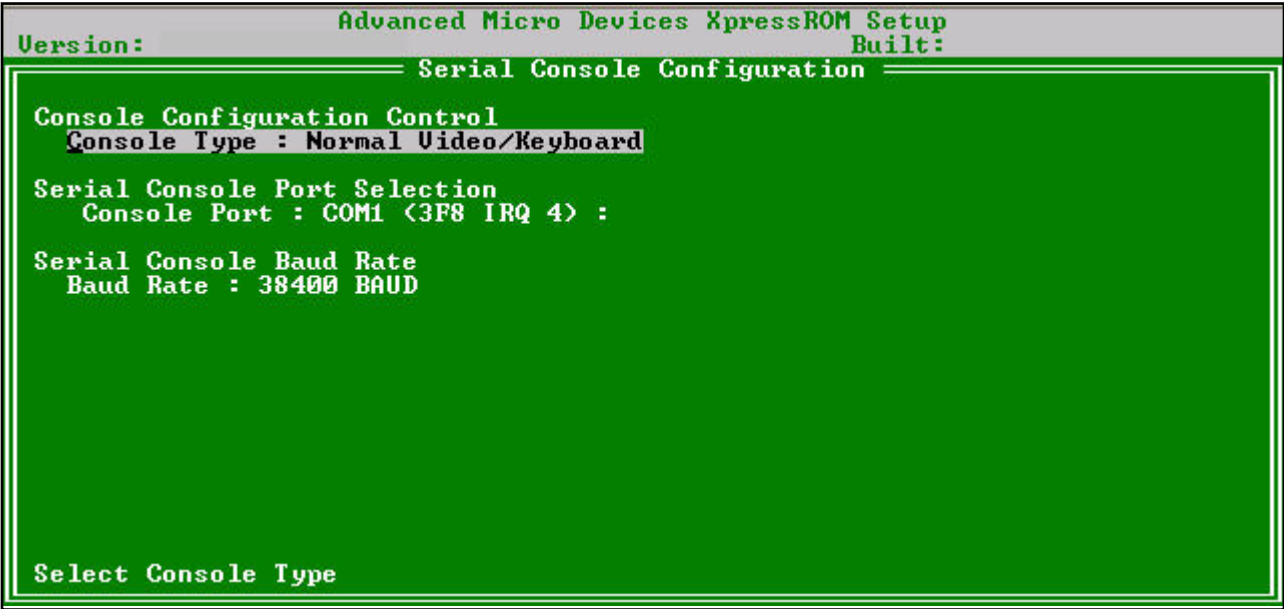 Advanced Micro Devices XpressROM Setup
Version: Built:
Serial Console Configuration
Console Configuration Control
Console Type : Normal Video/Keyboard
Serial Console Port Selection
Console Port : COM1 (3F8 IRQ 4) :
Serial Console Baud Rate
Baud Rate : 38400 BAUD
Select Console Type